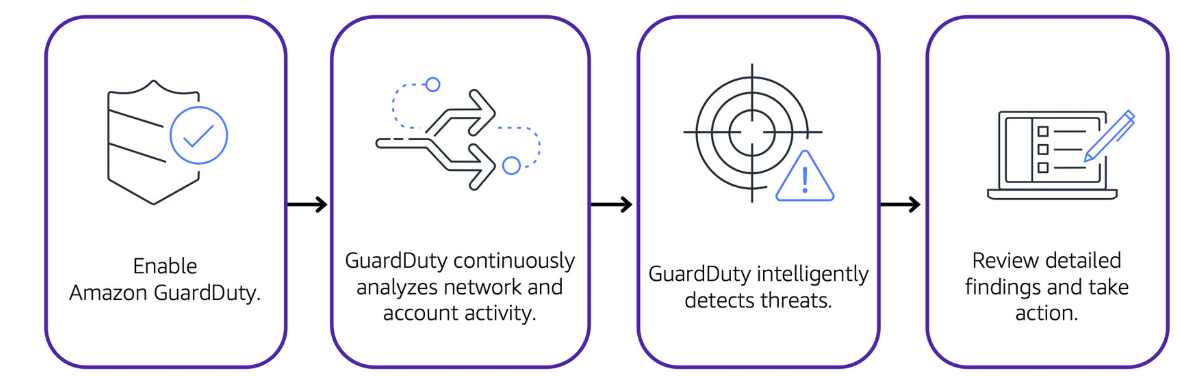 Enable
Amazon GuardDuty.
GuardDuty continuously
analyzes network and
account activity.
GuardDuty intelligently
detects threats.
Review detailed
findings and take
action.